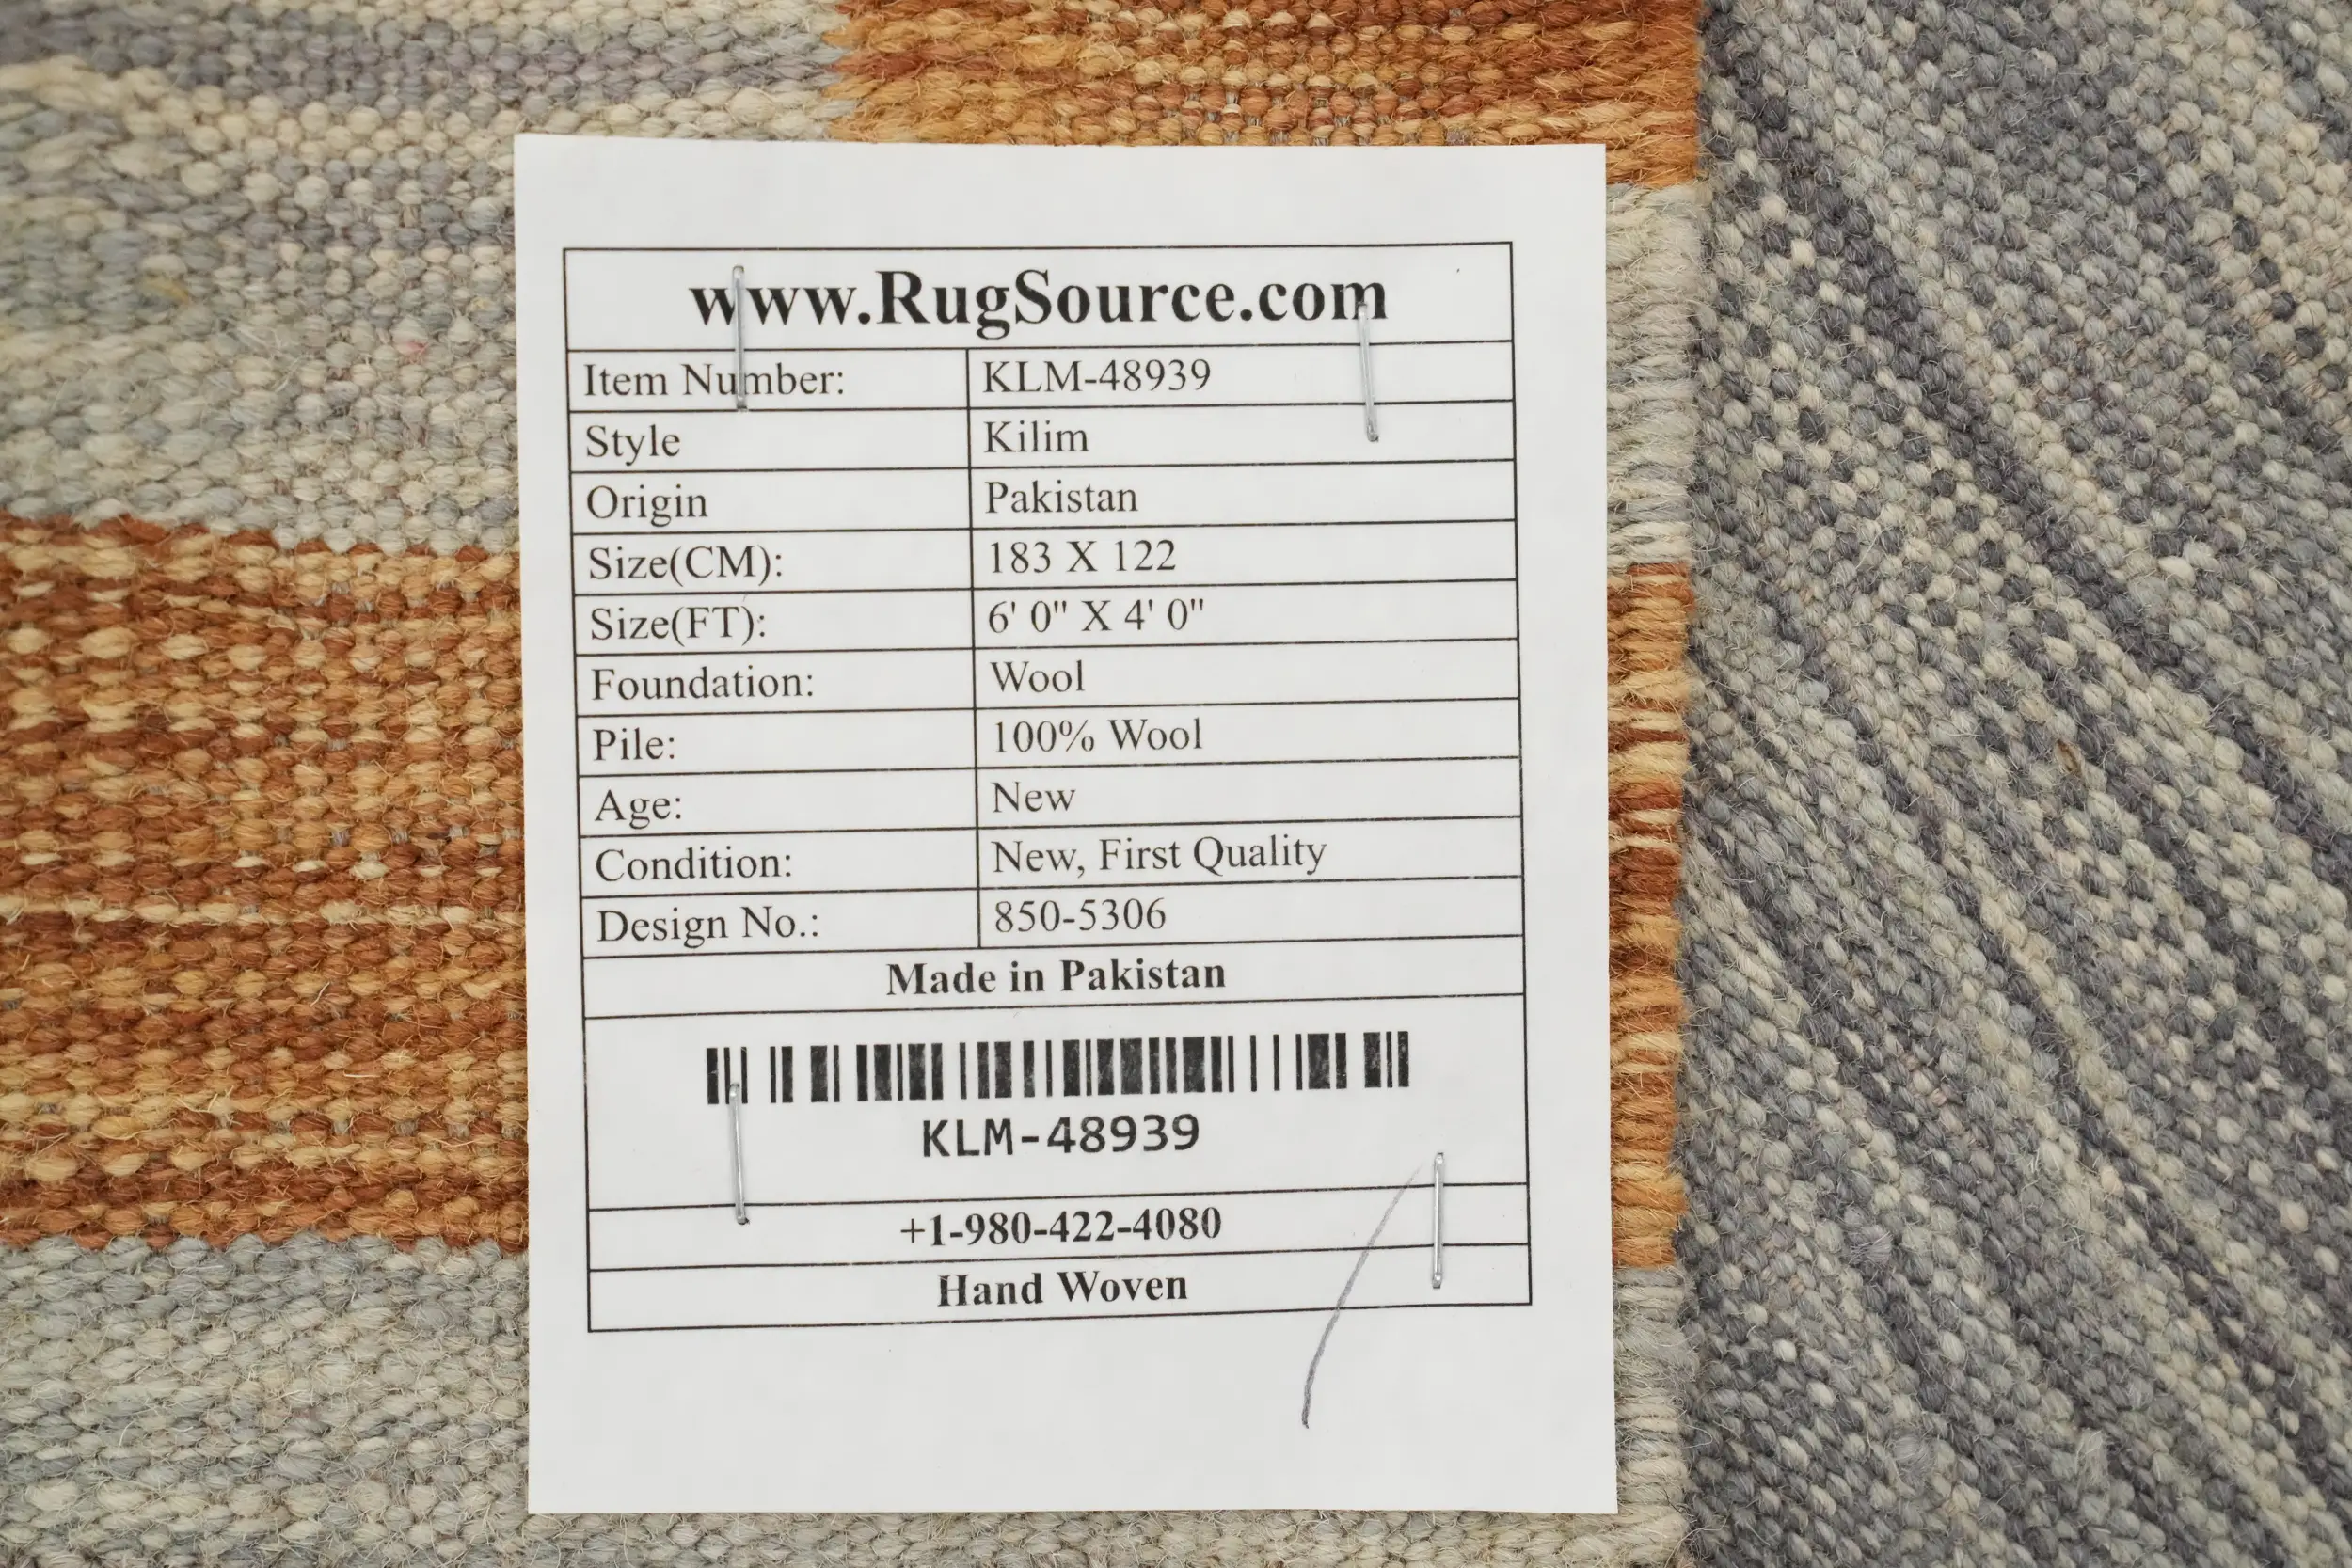 www.RugSource.com
Item Number: KLM-48939
Style Kilim
Origin Pakistan
Size(CM): 183 X 122
Size(FT): 6' 0" X 4' 0"
Foundation: Wool
Pile: 100% Wool
Age: New
Condition: New, First Quality
Design No.: 850-5306
Made in Pakistan
KLM-48939
+1-980-422-4080
Hand Woven